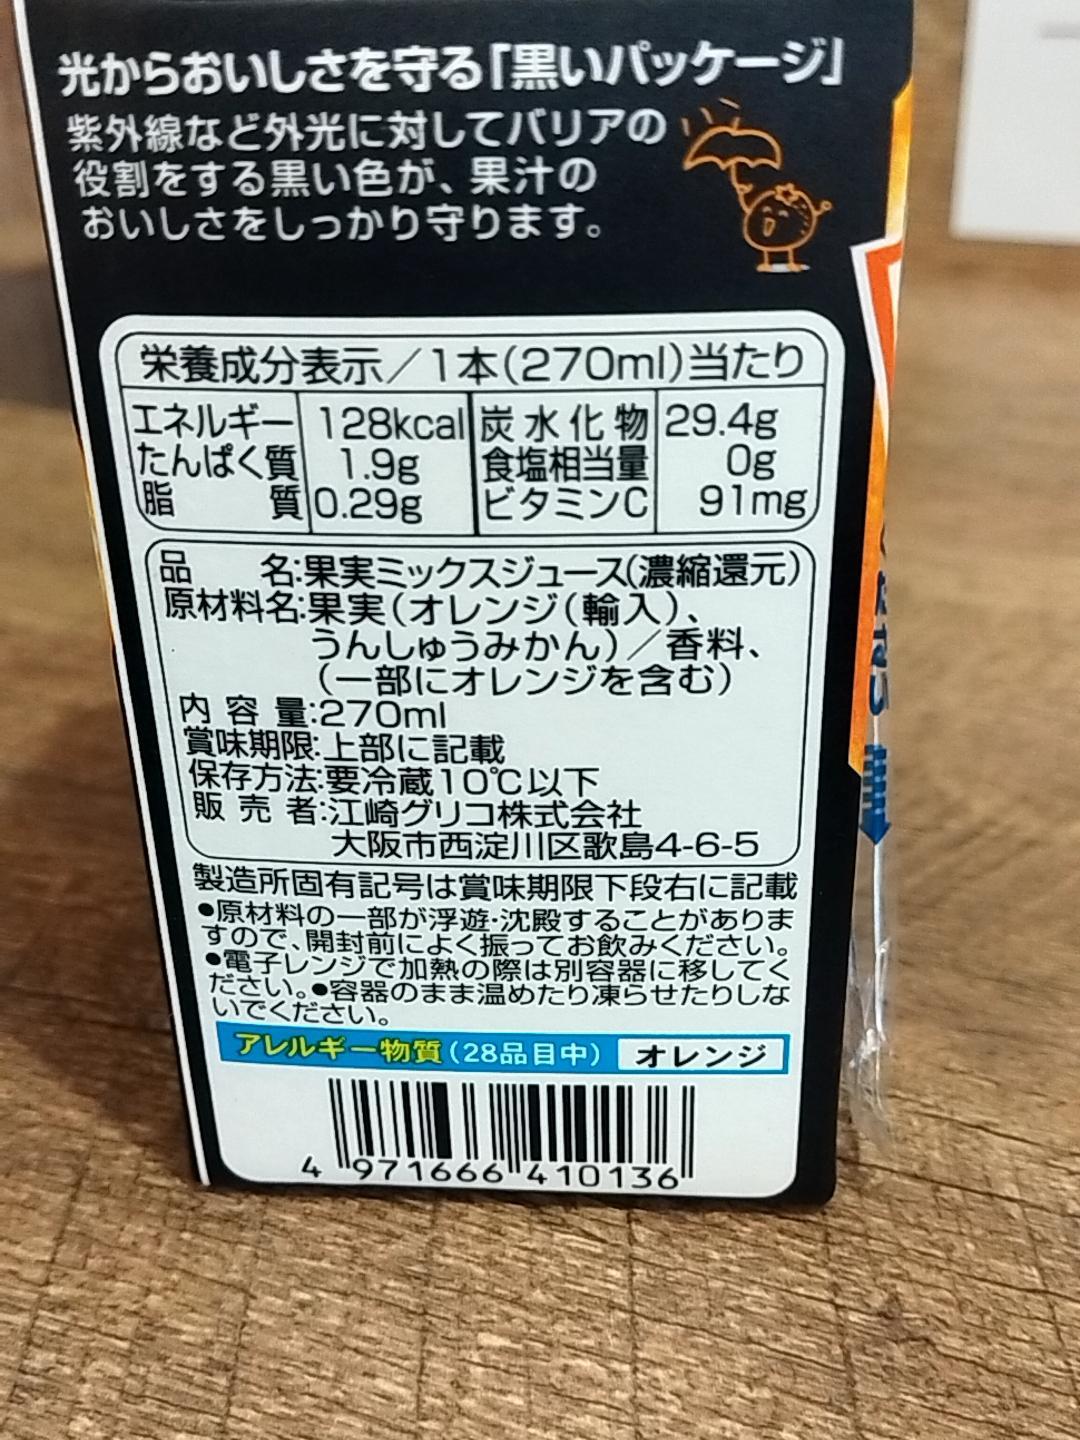 光からおいしさを守る「黒いパッケージ」
紫外線など外光に対してバリアの
役割をする黒い色が、果汁の
おいしさをしっかり守ります。
栄養成分表示/1本(270ml)当たり
エネルギー 128kcal 炭水化物 29.4g
たんぱく質 1.9g 食塩相当量 0g
脂質 0.29g ビタミンC 91mg
品名:果実ミックスジュース(濃縮還元)
原材料名:果実(オレンジ(輸入)、
うんしゅうみかん)/香料、
(一部にオレンジを含む)
内容量:270ml
賞味期限:上部に記載
保存方法:要冷蔵10℃以下
販売者:江崎グリコ株式会社
大阪市西淀川区歌島4-6-5
製造所固有記号は賞味期限下段右に記載
●原材料の一部が浮遊・沈殿することがありま
すので、開封前によく振ってお飲みください。
●電子レンジで加熱の際は別容器に移してく
ださい。●容器のまま温めたり凍らせたりしな
いでください。
アレルギー物質(28品目中) オレンジ
4 971666 410136